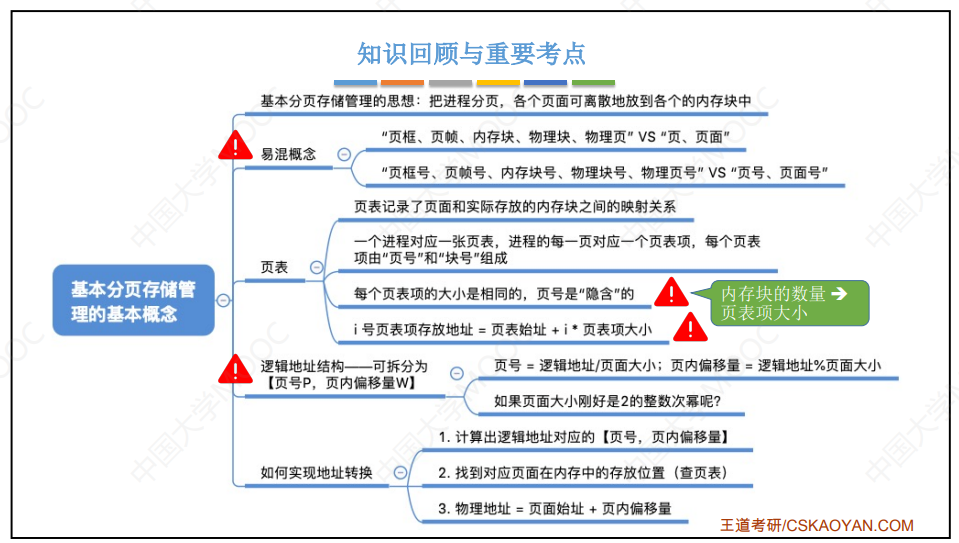 知识回顾与重要考点
基本分页存储管理的思想：把进程分页，各个页面可离散地放到各个的内存块中
易混概念
“页框、页帧、内存块、物理块、物理页” VS “页、页面”
“页框号、页帧号、内存块号、物理块号、物理页号” VS “页号、页面号”
页表
页表记录了页面和实际存放的内存块之间的映射关系
一个进程对应一张页表，进程的每一页对应一个页表项，每个页表
项由“页号”和“块号”组成
每个页表项的大小是相同的，页号是“隐含”的
内存块的数量 →
页表项大小
i 号页表项存放地址 = 页表始址 + i * 页表项大小
基本分页存储管
理的基本概念
逻辑地址结构——可拆分为
【页号P，页内偏移量W】
页号 = 逻辑地址/页面大小；页内偏移量 = 逻辑地址%页面大小
如果页面大小刚好是2的整数次幂呢？
如何实现地址转换
1. 计算出逻辑地址对应的【页号，页内偏移量】
2. 找到对应页面在内存中的存放位置（查页表）
3. 物理地址 = 页面始址 + 页内偏移量
王道考研/CSKAOYAN.COM
中国大学MOOC